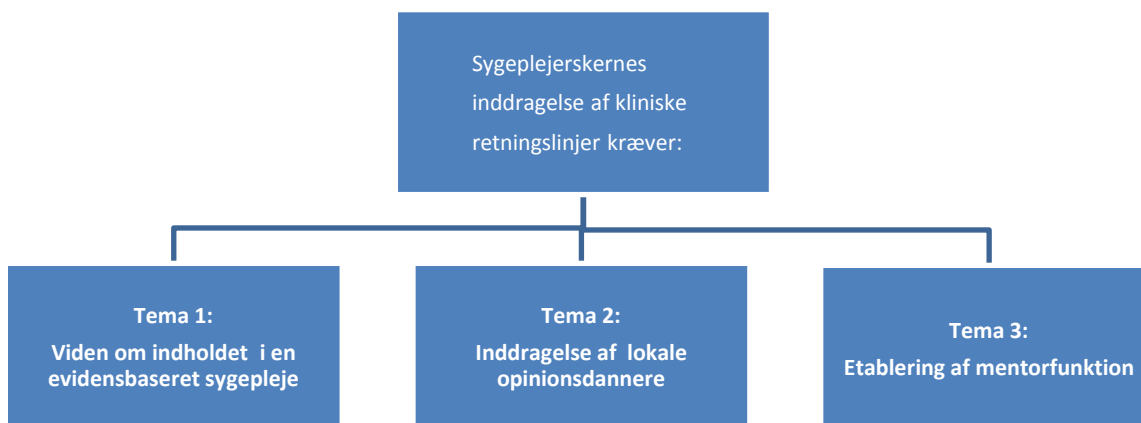 Sygeplejerskernes
inddragelse af kliniske
retningslinjer kræver:
Tema 1:
Viden om indholdet i en
evidensbaseret sygepleje
Tema 2:
Inddragelse af lokale
opinionsdannere
Tema 3:
Etablering af mentorfunktion